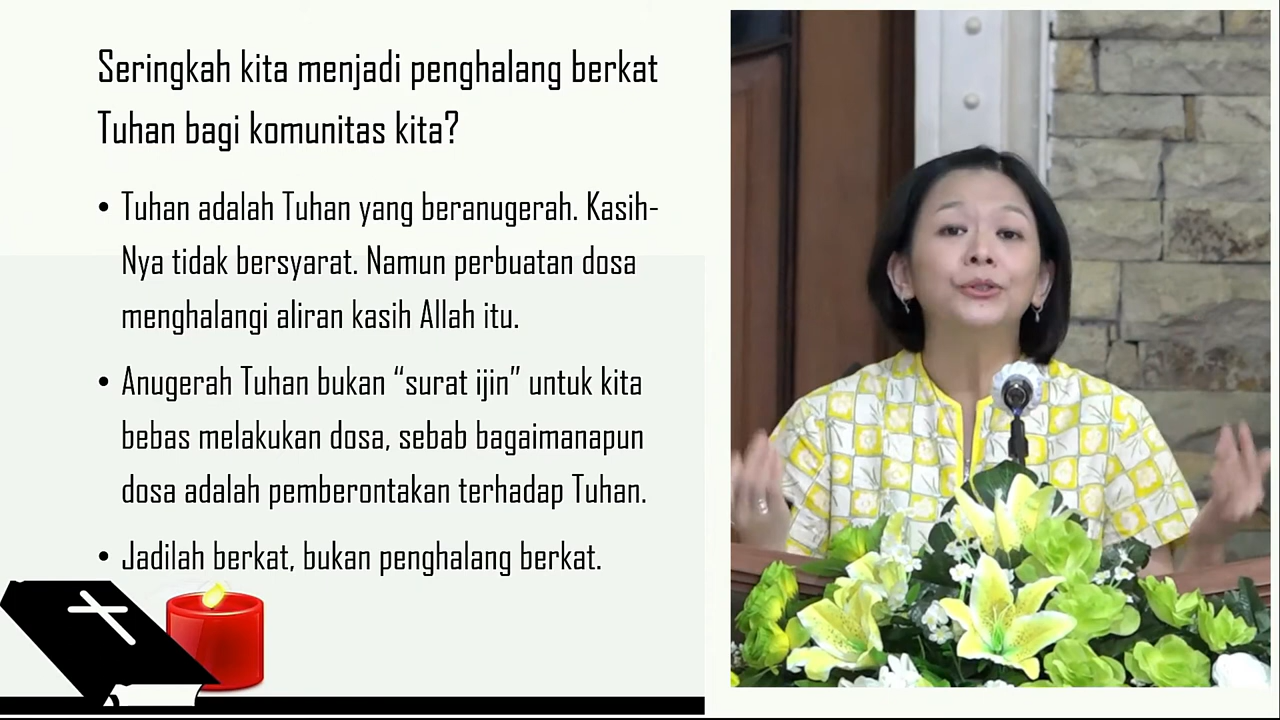 Seringkah kita menjadi penghalang berkat
Tuhan bagi komunitas kita?
• Tuhan adalah Tuhan yang beranugerah. Kasih-
Nya tidak bersyarat. Namun perbuatan dosa
menghalangi aliran kasih Allah itu.
• Anugerah Tuhan bukan “surat ijin” untuk kita
bebas melakukan dosa, sebab bagaimanapun
dosa adalah pemberontakan terhadap Tuhan.
• Jadilah berkat, bukan penghalang berkat.